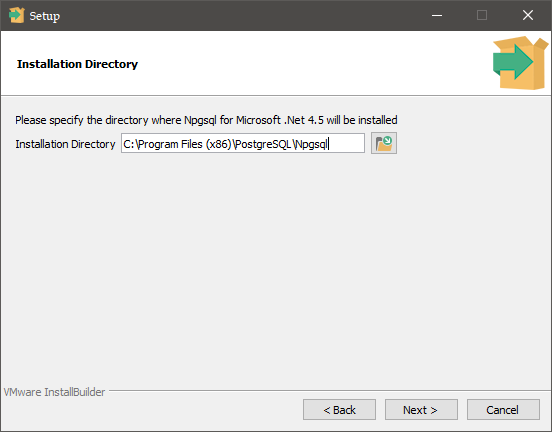 Setup
Installation Directory
Please specify the directory where Npgsql for Microsoft .Net 4.5 will be installed
Installation Directory C:\Program Files (x86)\PostgreSQL\Npgsql
VMware InstallBuilder
< Back Next > Cancel